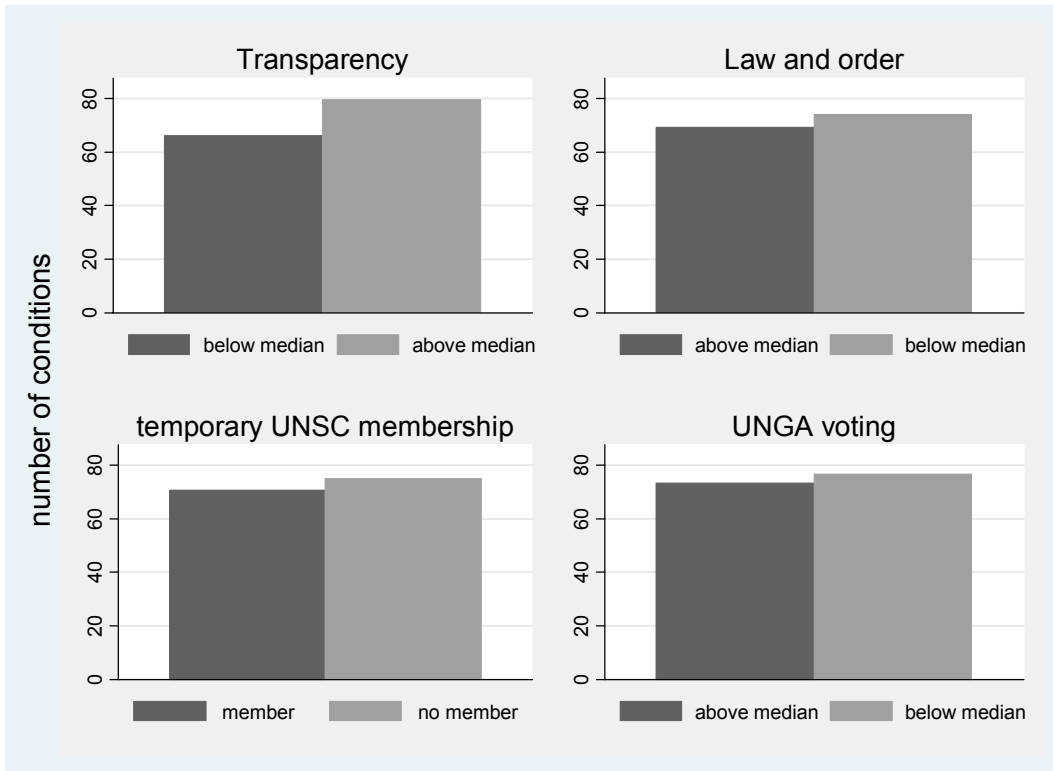 number of conditions
Transparency
80
60
40
20
0
below median above median
Law and order
80
60
40
20
0
above median below median
temporary UNSC membership
80
60
40
20
0
member no member
UNGA voting
80
60
40
20
0
above median below median